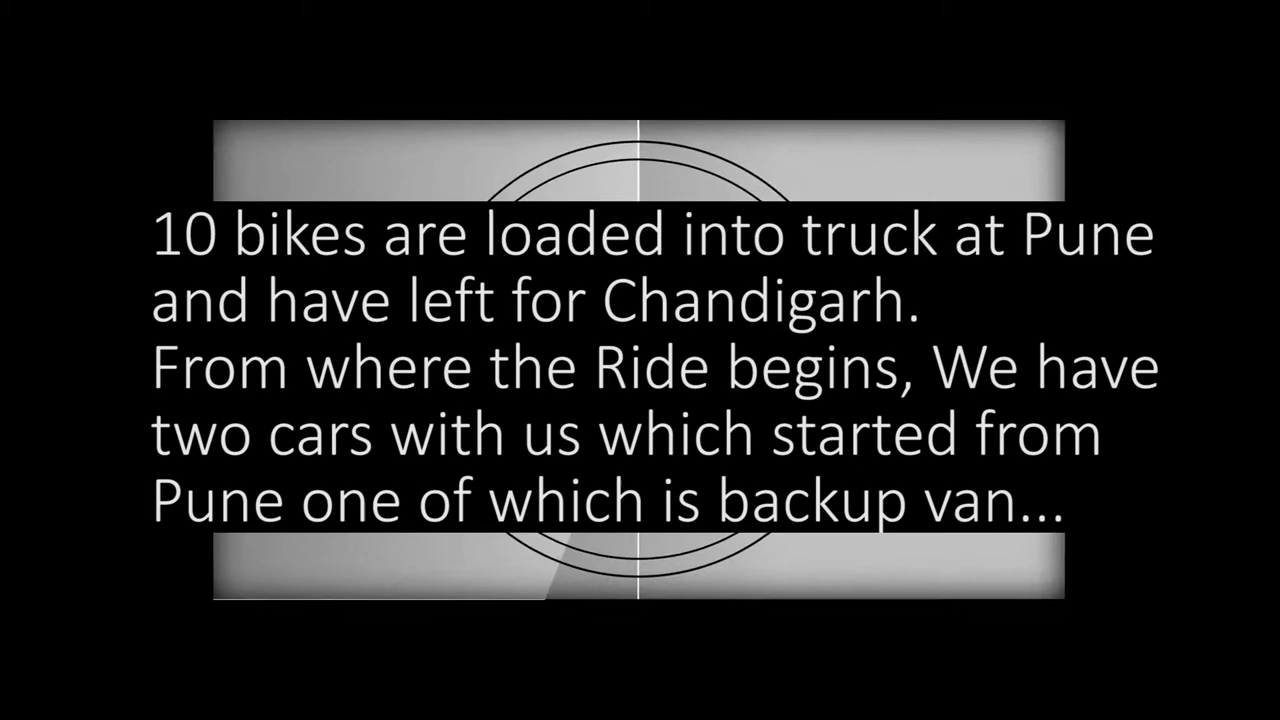 10 bikes are loaded into truck at Pune
and have left for Chandigarh.
From where the Ride begins, We have
two cars with us which started from
Pune one of which is backup van...